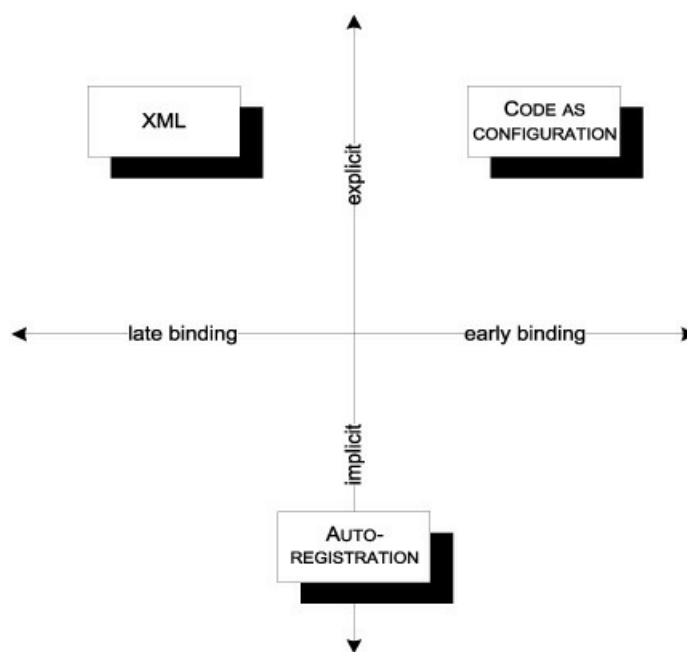 XML
CODE AS
CONFIGURATION
explicit
late binding
early binding
implicit
AUTO-
REGISTRATION